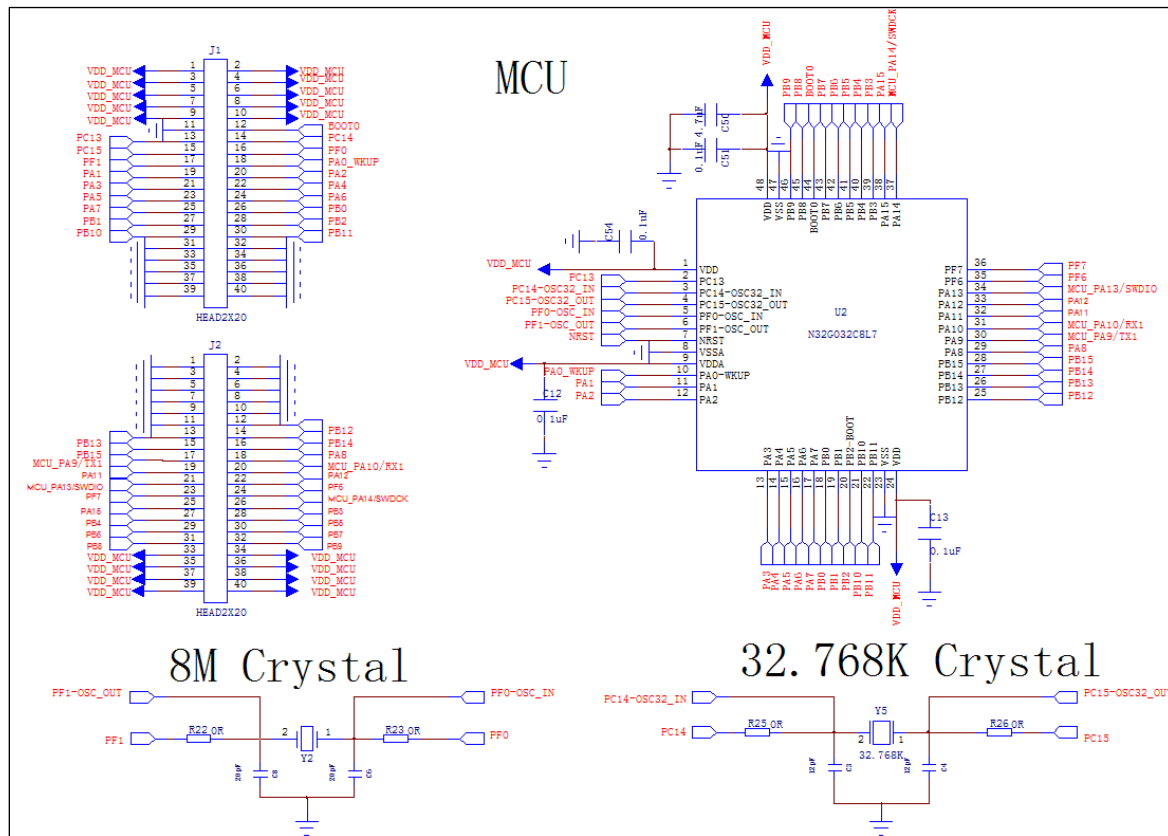 MCU
J1
VDD_MCU 1 2 VDD_MCU
VDD_MCU 3 4 VDD_MCU
VDD_MCU 5 6 VDD_MCU
VDD_MCU 7 8 VDD_MCU
VDD_MCU 9 10 VDD_MCU
11 12 BOOT0
PC13 13 14 PC14
PC15 15 16 PF0
PF1 17 18 PA0_WKUP
PA1 19 20 PA2
PA3 21 22 PA4
PA5 23 24 PA6
PA7 25 26 PB0
PB1 27 28 PB2
PB10 29 30 PB11
31 32
33 34
35 36
37 38
39 40
HEAD2X20
J2
1 2
3 4
5 6
7 8
9 10
11 12 PB12
PB13 13 14 PB14
PB15 15 16 PA8
MCU_PA9/TX1 17 18 MCU_PA10/RX1
PA11 19 20 PA12
MCU_PA13/SWDIO 21 22 PF6
PF7 23 24 MCU_PA14/SWDCK
PA15 25 26 PB3
PB4 27 28 PB5
PB6 29 30 PB7
PB8 31 32 PB9
VDD_MCU 33 34 VDD_MCU
VDD_MCU 35 36 VDD_MCU
VDD_MCU 37 38 VDD_MCU
VDD_MCU 39 40 VDD_MCU
HEAD2X20
VDD_MCU
4.7uF C50
0.1uF C51
PB9 PB8 BOOT0 PB7 PB6 PB5 PB4 PB3 PA15 MCU_PA14/SWDCK
48 47 46 45 44 43 42 41 40 39 38 37
VDD VSS PB9 PB8 BOOT0 PB7 PB6 PB5 PB4 PB3 PA15 PA14
C54 0.1uF
VDD_MCU 1 VDD
PC13 2 PC13
PC14-OSC32_IN 3 PC14-OSC32_IN
PC15-OSC32_OUT 4 PC15-OSC32_OUT
PF0-OSC_IN 5 PF0-OSC_IN
PF1-OSC_OUT 6 PF1-OSC_OUT
NRST 7 NRST
8 VSSA
VDD_MCU 9 VDDA
PA0_WKUP 10 PA0-WKUP
PA1 11 PA1
PA2 12 PA2
C12
0.1uF
U2
N32G032C8L7
PF7 36 PF7
PF6 35 PF6
PA13 34 MCU_PA13/SWDIO
PA12 33 PA12
PA11 32 PA11
PA10 31 MCU_PA10/RX1
PA9 30 MCU_PA9/TX1
PA8 29 PA8
PB15 28 PB15
PB14 27 PB14
PB13 26 PB13
PB12 25 PB12
PA3 PA4 PA5 PA6 PA7 PB0 PB1 PB2-BOOT PB10 PB11 VSS VDD
13 14 15 16 17 18 19 20 21 22 23 24
PA3 PA4 PA5 PA6 PA7 PB0 PB1 PB2 PB10 PB11
VDD_MCU
C13
0.1uF
8M Crystal
PF1-OSC_OUT PF0-OSC_IN
PF1 R22 0R 2 1 R23 0R PF0
Y2
20pF C8 20pF
32.768K Crystal
PC14-OSC32_IN PC15-OSC32_OUT
Y5
PC14 R25 0R 2 1 R26 0R PC15
32.768K
12pF C3 12pF C4